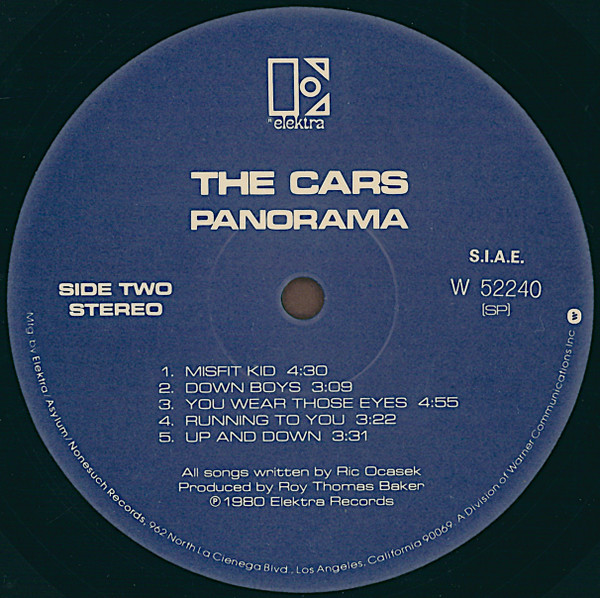 elektra
THE CARS
PANORAMA
S.I.A.E.
SIDE TWO
STEREO
W 52240
[SP]
1. MISFIT KID 4:30
2. DOWN BOYS 3:09
3. YOU WEAR THOSE EYES 4:55
4. RUNNING TO YOU 3:22
5. UP AND DOWN 3:31
All songs written by Ric Ocasek
Produced by Roy Thomas Baker
℗ 1980 Elektra Records
Mfg. by Elektra/Asylum/Nonesuch Records, 962 North La Cienega Blvd., Los Angeles, California 90069. A Division of Warner Communications Inc. W